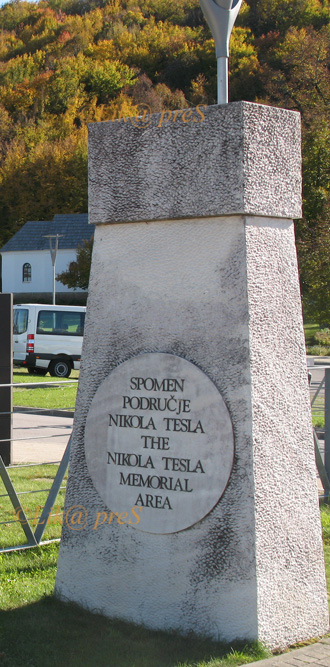 SPOMEN
PODRUČJE
NIKOLA TESLA
THE
NIKOLA TESLA
MEMORIAL
AREA